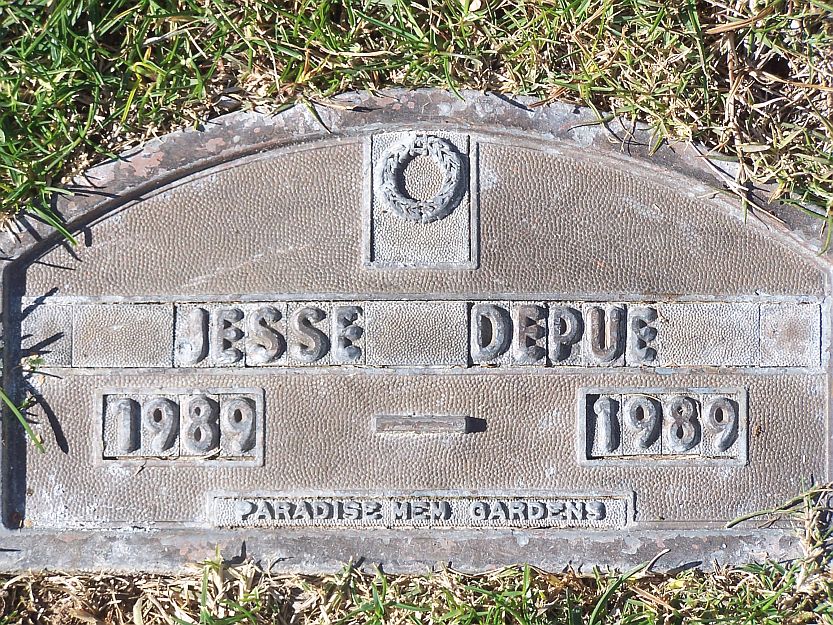 JESSE DEPUE
1989 — 1989
PARADISE MEM GARDENS